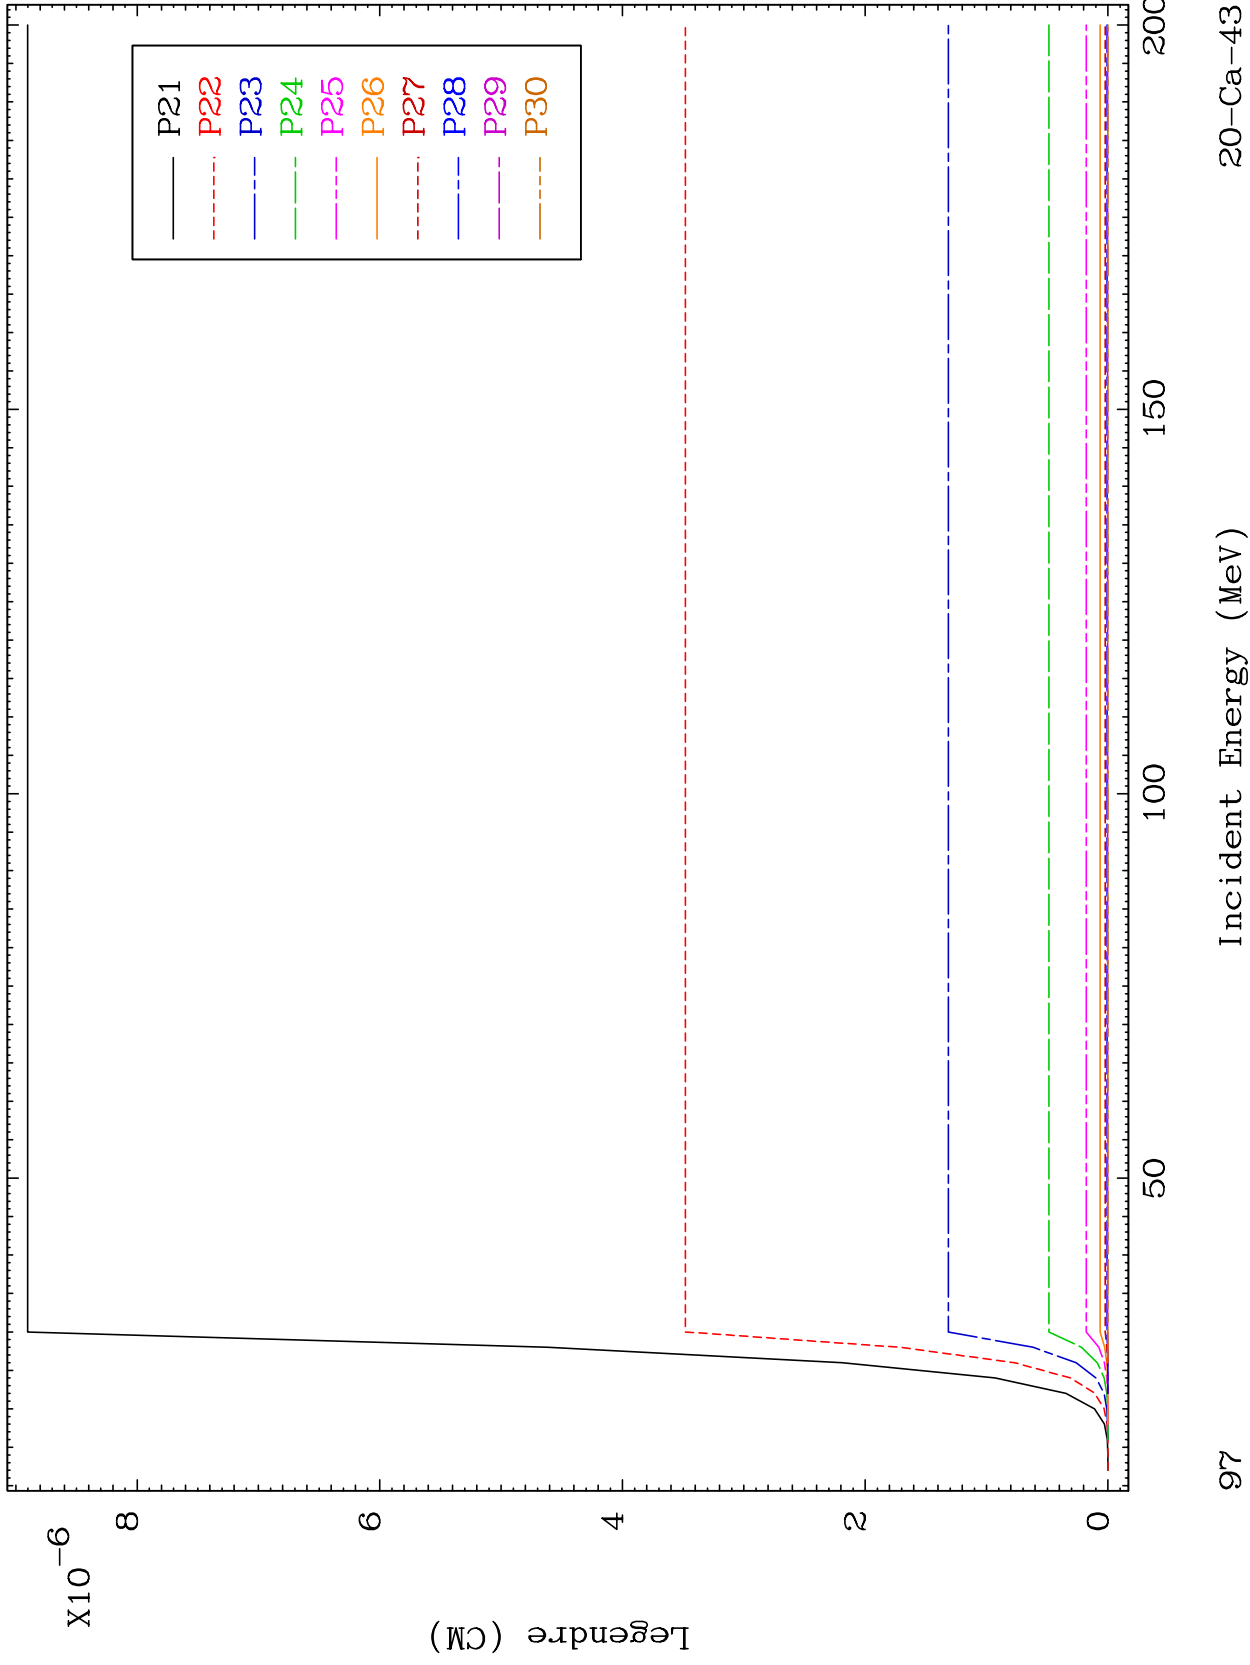 X10-6
8
6
4
2
0
Legendre (CM)
P21
P22
P23
P24
P25
P26
P27
P28
P29
P30
50
100
150
200
Incident Energy (MeV)
97
20-Ca-43